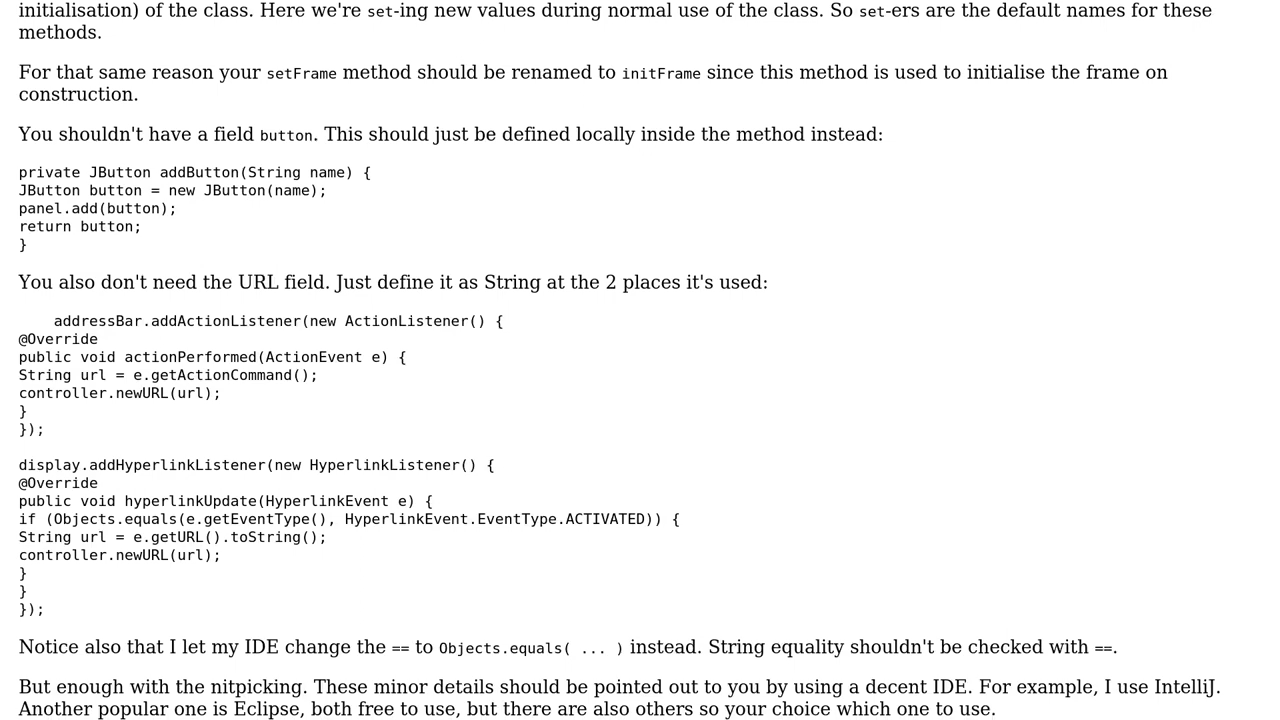 initialisation) of the class. Here we're set-ing new values during normal use of the class. So set-ers are the default names for these
methods.
For that same reason your setFrame method should be renamed to initFrame since this method is used to initialise the frame on
construction.
You shouldn't have a field button. This should just be defined locally inside the method instead:
private JButton addButton(String name) {
JButton button = new JButton(name);
panel.add(button);
return button;
}
You also don't need the URL field. Just define it as String at the 2 places it's used:
addressBar.addActionListener(new ActionListener() {
@Override
public void actionPerformed(ActionEvent e) {
String url = e.getActionCommand();
controller.newURL(url);
}
});
display.addHyperlinkListener(new HyperlinkListener() {
@Override
public void hyperlinkUpdate(HyperlinkEvent e) {
if (Objects.equals(e.getEventType(), HyperlinkEvent.EventType.ACTIVATED)) {
String url = e.getURL().toString();
controller.newURL(url);
}
}
});
Notice also that I let my IDE change the == to Objects.equals( ... ) instead. String equality shouldn't be checked with ==.
But enough with the nitpicking. These minor details should be pointed out to you by using a decent IDE. For example, I use IntelliJ.
Another popular one is Eclipse, both free to use, but there are also others so your choice which one to use.